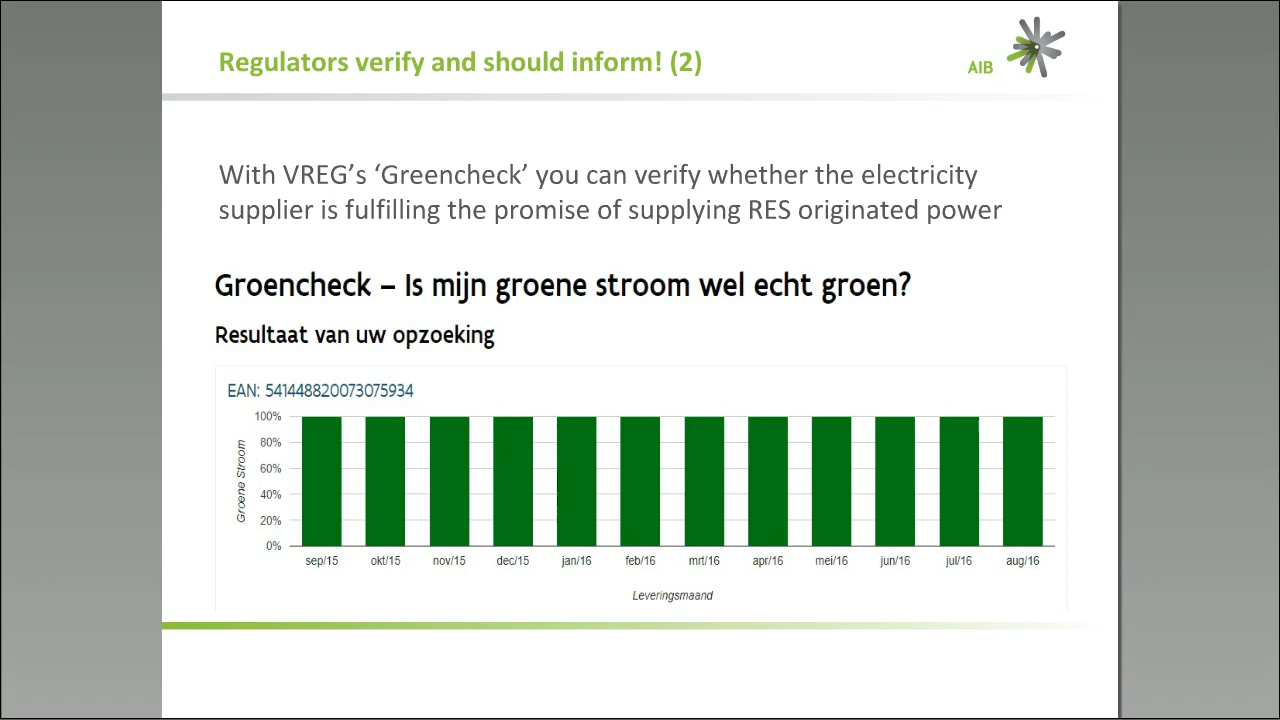 Regulators verify and should inform! (2)
AIB
With VREG’s ‘Greencheck’ you can verify whether the electricity
supplier is fulfilling the promise of supplying RES originated power
Groencheck – Is mijn groene stroom wel echt groen?
Resultaat van uw opzoeking
EAN: 541448820073075934
Groene Stroom
100%
80%
60%
40%
20%
0%
sep/15 okt/15 nov/15 dec/15 jan/16 feb/16 mrt/16 apr/16 mei/16 jun/16 jul/16 aug/16
Leveringsmaand